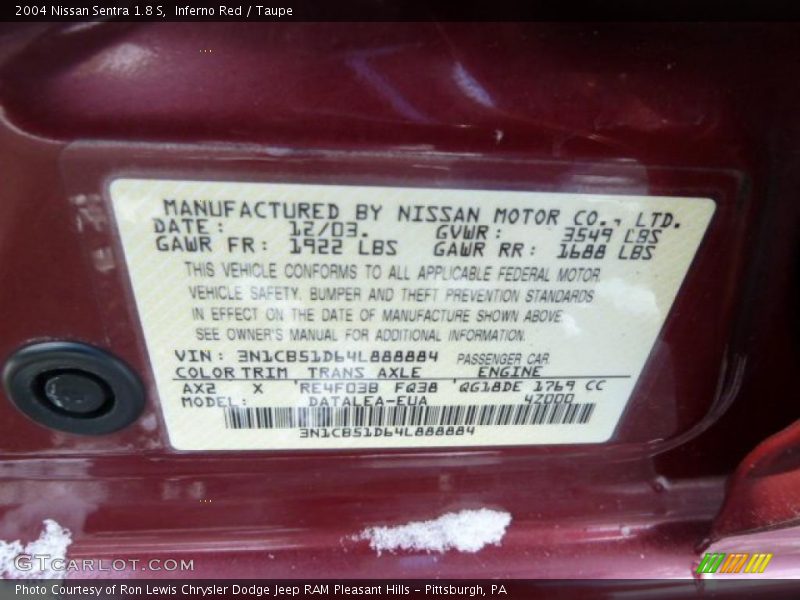 2004 Nissan Sentra 1.8 S,  Inferno Red / Taupe
MANUFACTURED BY NISSAN MOTOR CO., LTD.
DATE: 12/03. GVWR: 3549 LBS
GAWR FR: 1922 LBS GAWR RR: 1688 LBS
THIS VEHICLE CONFORMS TO ALL APPLICABLE FEDERAL MOTOR
VEHICLE SAFETY, BUMPER AND THEFT PREVENTION STANDARDS
IN EFFECT ON THE DATE OF MANUFACTURE SHOWN ABOVE.
SEE OWNER'S MANUAL FOR ADDITIONAL INFORMATION.
VIN: 3N1CB51D64L888884 PASSENGER CAR
COLOR TRIM TRANS AXLE ENGINE
AX2 X 'RE4F03B FQ38 'QG18DE 1769 CC
MODEL: DATALEA-EUA 4Z000
3N1CB51D64L888884
GTCARLOT.COM
Photo Courtesy of Ron Lewis Chrysler Dodge Jeep RAM Pleasant Hills - Pittsburgh, PA